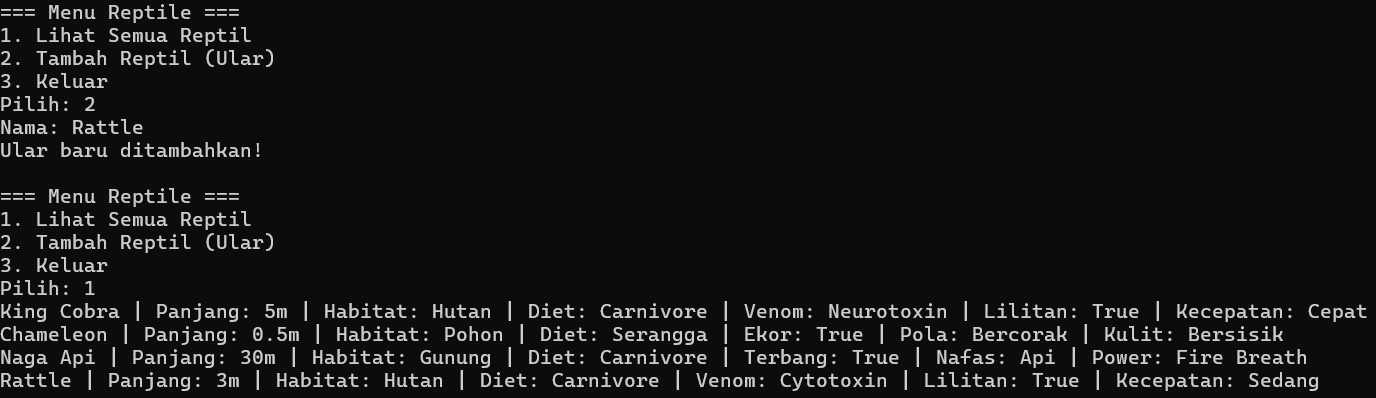 === Menu Reptile ===
1. Lihat Semua Reptil
2. Tambah Reptil (Ular)
3. Keluar
Pilih: 2
Nama: Rattle
Ular baru ditambahkan!

=== Menu Reptile ===
1. Lihat Semua Reptil
2. Tambah Reptil (Ular)
3. Keluar
Pilih: 1
King Cobra | Panjang: 5m | Habitat: Hutan | Diet: Carnivore | Venom: Neurotoxin | Lilitan: True | Kecepatan: Cepat
Chameleon | Panjang: 0.5m | Habitat: Pohon | Diet: Serangga | Ekor: True | Pola: Bercorak | Kulit: Bersisik
Naga Api | Panjang: 30m | Habitat: Gunung | Diet: Carnivore | Terbang: True | Nafas: Api | Power: Fire Breath
Rattle | Panjang: 3m | Habitat: Hutan | Diet: Carnivore | Venom: Cytotoxin | Lilitan: True | Kecepatan: Sedang